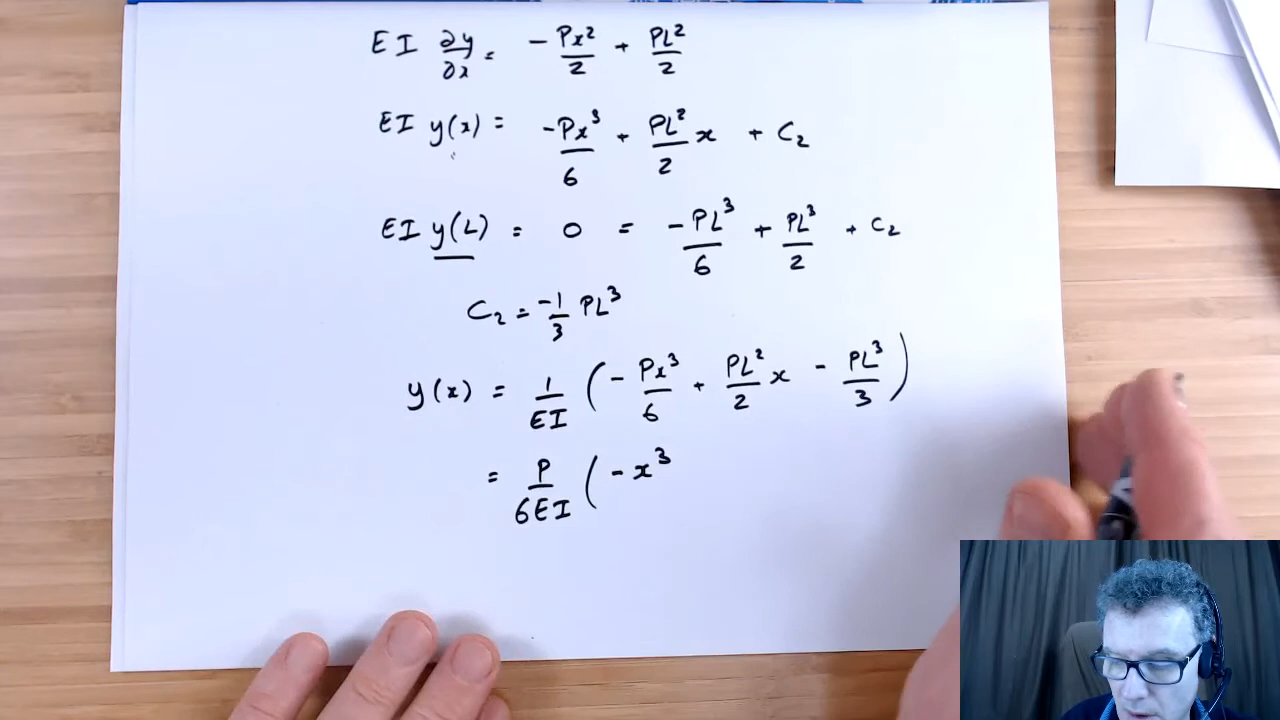 EI ∂y/∂x = - Px²/2 + PL²/2
EI y(x) = -Px³/6 + PL²/2 x + C₂
EI y(L) = 0 = -PL³/6 + PL³/2 + C₂
C₂ = -1/3 PL³
y(x) = 1/EI ( - Px³/6 + PL²/2 x - PL³/3 )
= P/6EI ( - x³